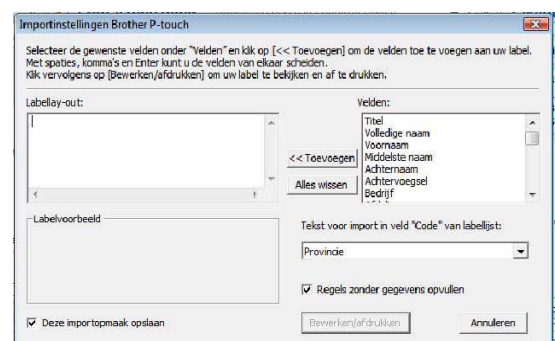 Importinstellingen Brother P-touch
Selecteer de gewenste velden onder "Velden" en klik op [<< Toevoegen] om de velden toe te voegen aan uw label.
Met spaties, komma's en Enter kunt u de velden van elkaar scheiden.
Klik vervolgens op [Bewerken/afdrukken] om uw label te bekijken en af te drukken.
Labellay-out:
Velden:
Titel
Volledige naam
Voornaam
Middelste naam
Achternaam
Achtervoegsel
Bedrijf
<< Toevoegen
Alles wissen
Labelvoorbeeld
Tekst voor import in veld "Code" van labellijst:
Provincie
Regels zonder gegevens opvullen
Deze importopmaak opslaan
Bewerken/afdrukken
Annuleren